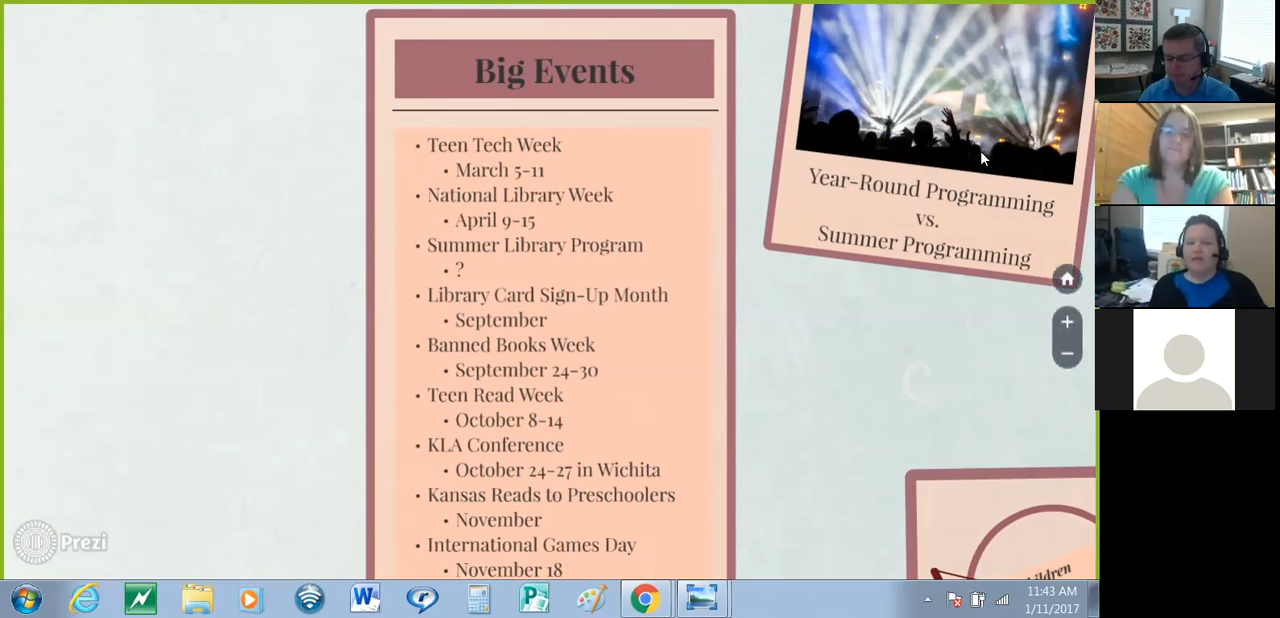 Big Events
• Teen Tech Week
• March 5-11
• National Library Week
• April 9-15
• Summer Library Program
• ?
• Library Card Sign-Up Month
• September
• Banned Books Week
• September 24-30
• Teen Read Week
• October 8-14
• KLA Conference
• October 24-27 in Wichita
• Kansas Reads to Preschoolers
• November
• International Games Day
• November 18
Year-Round Programming
vs.
Summer Programming
Children
Prezi
11:43 AM
1/11/2017